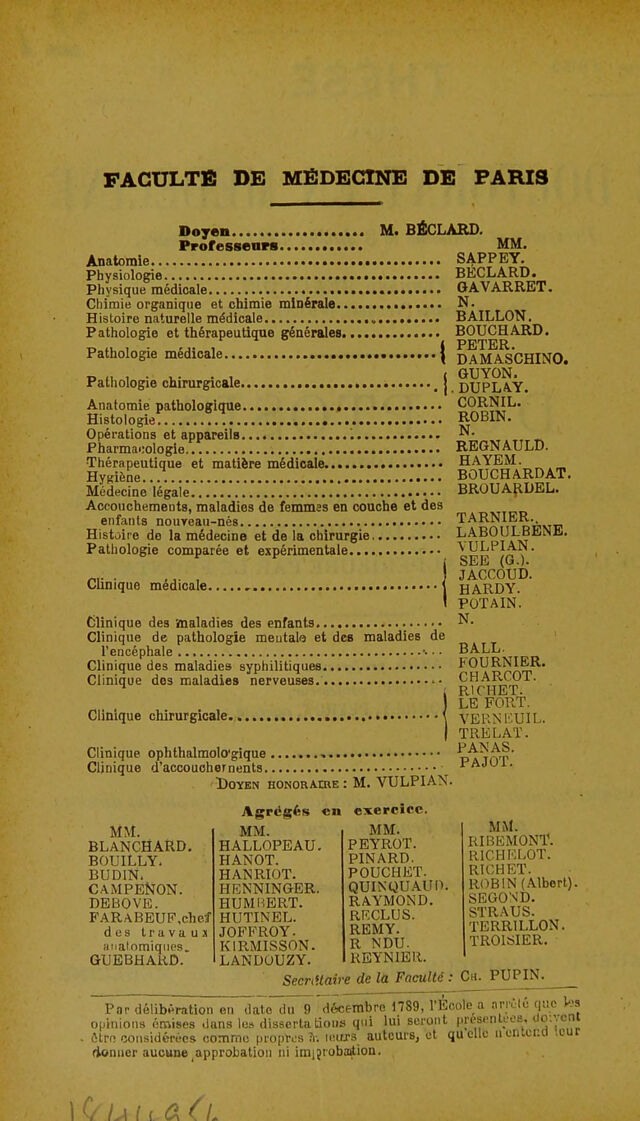 FACULTÉ DE MÉDECINE DE PARIS
Doyen................... M. BÉCLARD.
Professeurs............ MM.
Anatomie........................ SAPPEY.
Physiologie........................ BÉCLARD.
Physique médicale........................ GAVARRET.
Chimie organique et chimie minérale............... N.
Histoire naturelle médicale........................ BAILLON.
Pathologie et thérapeutique générales.............. BOUCHARD.
Pathologie médicale........................ { PETER.
DAMASCHINO.
Pathologie chirurgicale........................ { GUYON.
DUPLAY.
Anatomie pathologique........................ CORNIL.
Histologie........................ ROBIN.
Opérations et appareils........................ N.
Pharmacologie........................ REGNAULD.
Thérapeutique et matière médicale................. HAYEM.
Hygiène........................ BOUCHARDAT.
Médecine légale........................ BROUARDEL.
Accouchements, maladies de femmes en couche et des
enfants nouveau-nés........................ TARNIER.
Histoire de la médecine et de la chirurgie.......... LABOULBÈNE.
Pathologie comparée et expérimentale.............. VULPIAN.
Clinique médicale........................ { SEE (G.).
JACCOUD.
HARDY.
POTAIN.
Clinique des maladies des enfants.................. N.
Clinique de pathologie mentale et des maladies de
l'encéphale........................ BALL.
Clinique des maladies syphilitiques................. FOURNIER.
Clinique des maladies nerveuses.................. CHARCOT.
Clinique chirurgicale........................ { RICHET.
LE FORT.
VERNEUIL.
TRELAT.
Clinique ophthalmologique........................ PANAS.
Clinique d'accouchements........................ PAJOT.
DOYEN HONORAIRE : M. VULPIAN.
Agrégés en exercice.
MM.
BLANCHARD.
BOUILLY.
BUDIN.
CAMPENON.
DEBOVE.
FARABEUF,chef
des travaux
anatomiques.
GUEBHARD.
MM.
HALLOPEAU.
HANOT.
HANRIOT.
HENNINGER.
HUMBERT.
HUTINEL.
JOFFROY.
KIRMISSON.
LANDOUZY.
MM.
PEYROT.
PINARD.
POUCHET.
QUINQUAUD.
RAYMOND.
RECLUS.
REMY.
R NDU.
REYNIER.
MM.
RIBEMONT.
RICHELOT.
RICHET.
ROBIN (Albert).
SEGOND.
STRAUS.
TERRILLON.
TROISIER.
Secrétaire de la Faculté : CH. PUPIN.
Par délibération en date du 9 décembre 1789, l'École a arrêté que les
opinions émises dans les dissertations qui lui seront présentées, doivent
être considérées comme propres à leurs auteurs, et qu'elle n'entend leur
donner aucune approbation ni improbation.